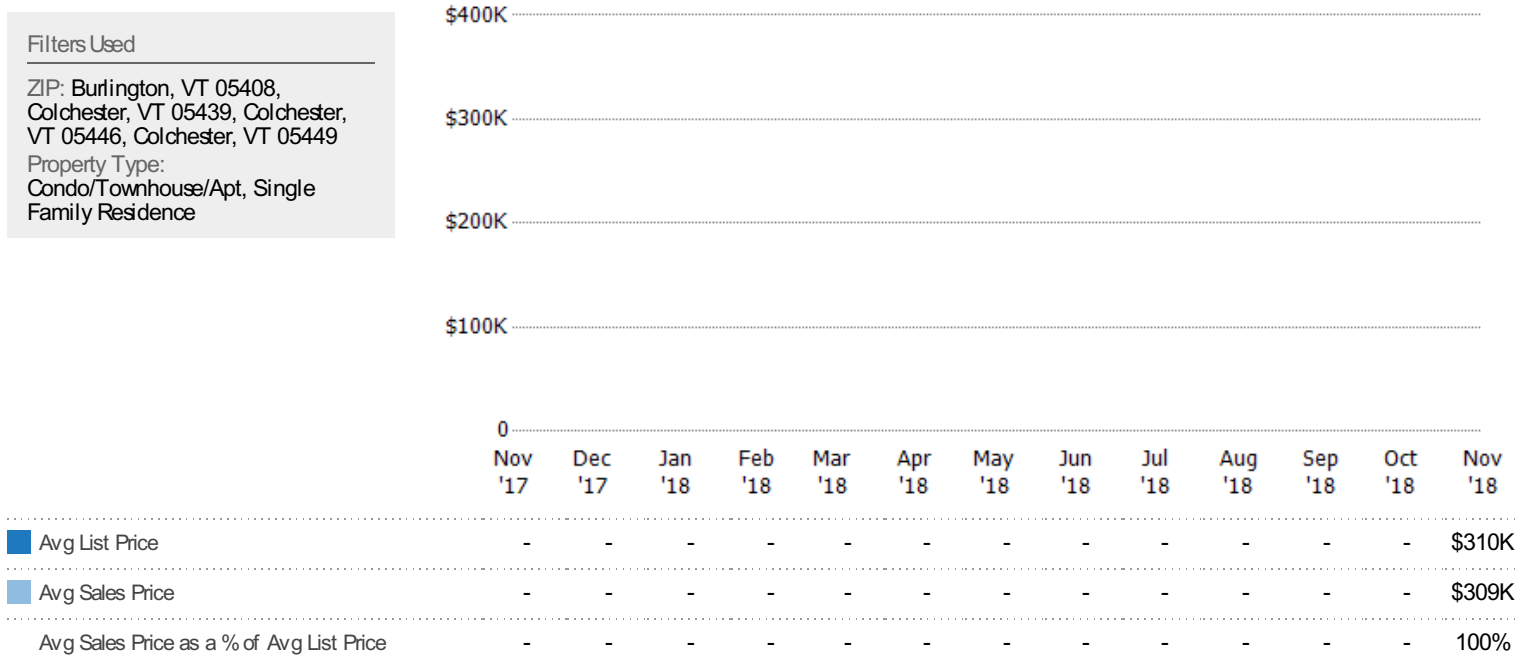 Filters Used
ZIP: Burlington, VT 05408,
Colchester, VT 05439, Colchester,
VT 05446, Colchester, VT 05449
Property Type:
Condo/Townhouse/Apt, Single
Family Residence
$400K
$300K
$200K
$100K
0
Nov Dec Jan Feb Mar Apr May Jun Jul Aug Sep Oct Nov
'17 '17 '18 '18 '18 '18 '18 '18 '18 '18 '18 '18 '18
Avg List Price - - - - - - - - - - - - $310K
Avg Sales Price - - - - - - - - - - - - $309K
Avg Sales Price as a % of Avg List Price - - - - - - - - - - - - 100%